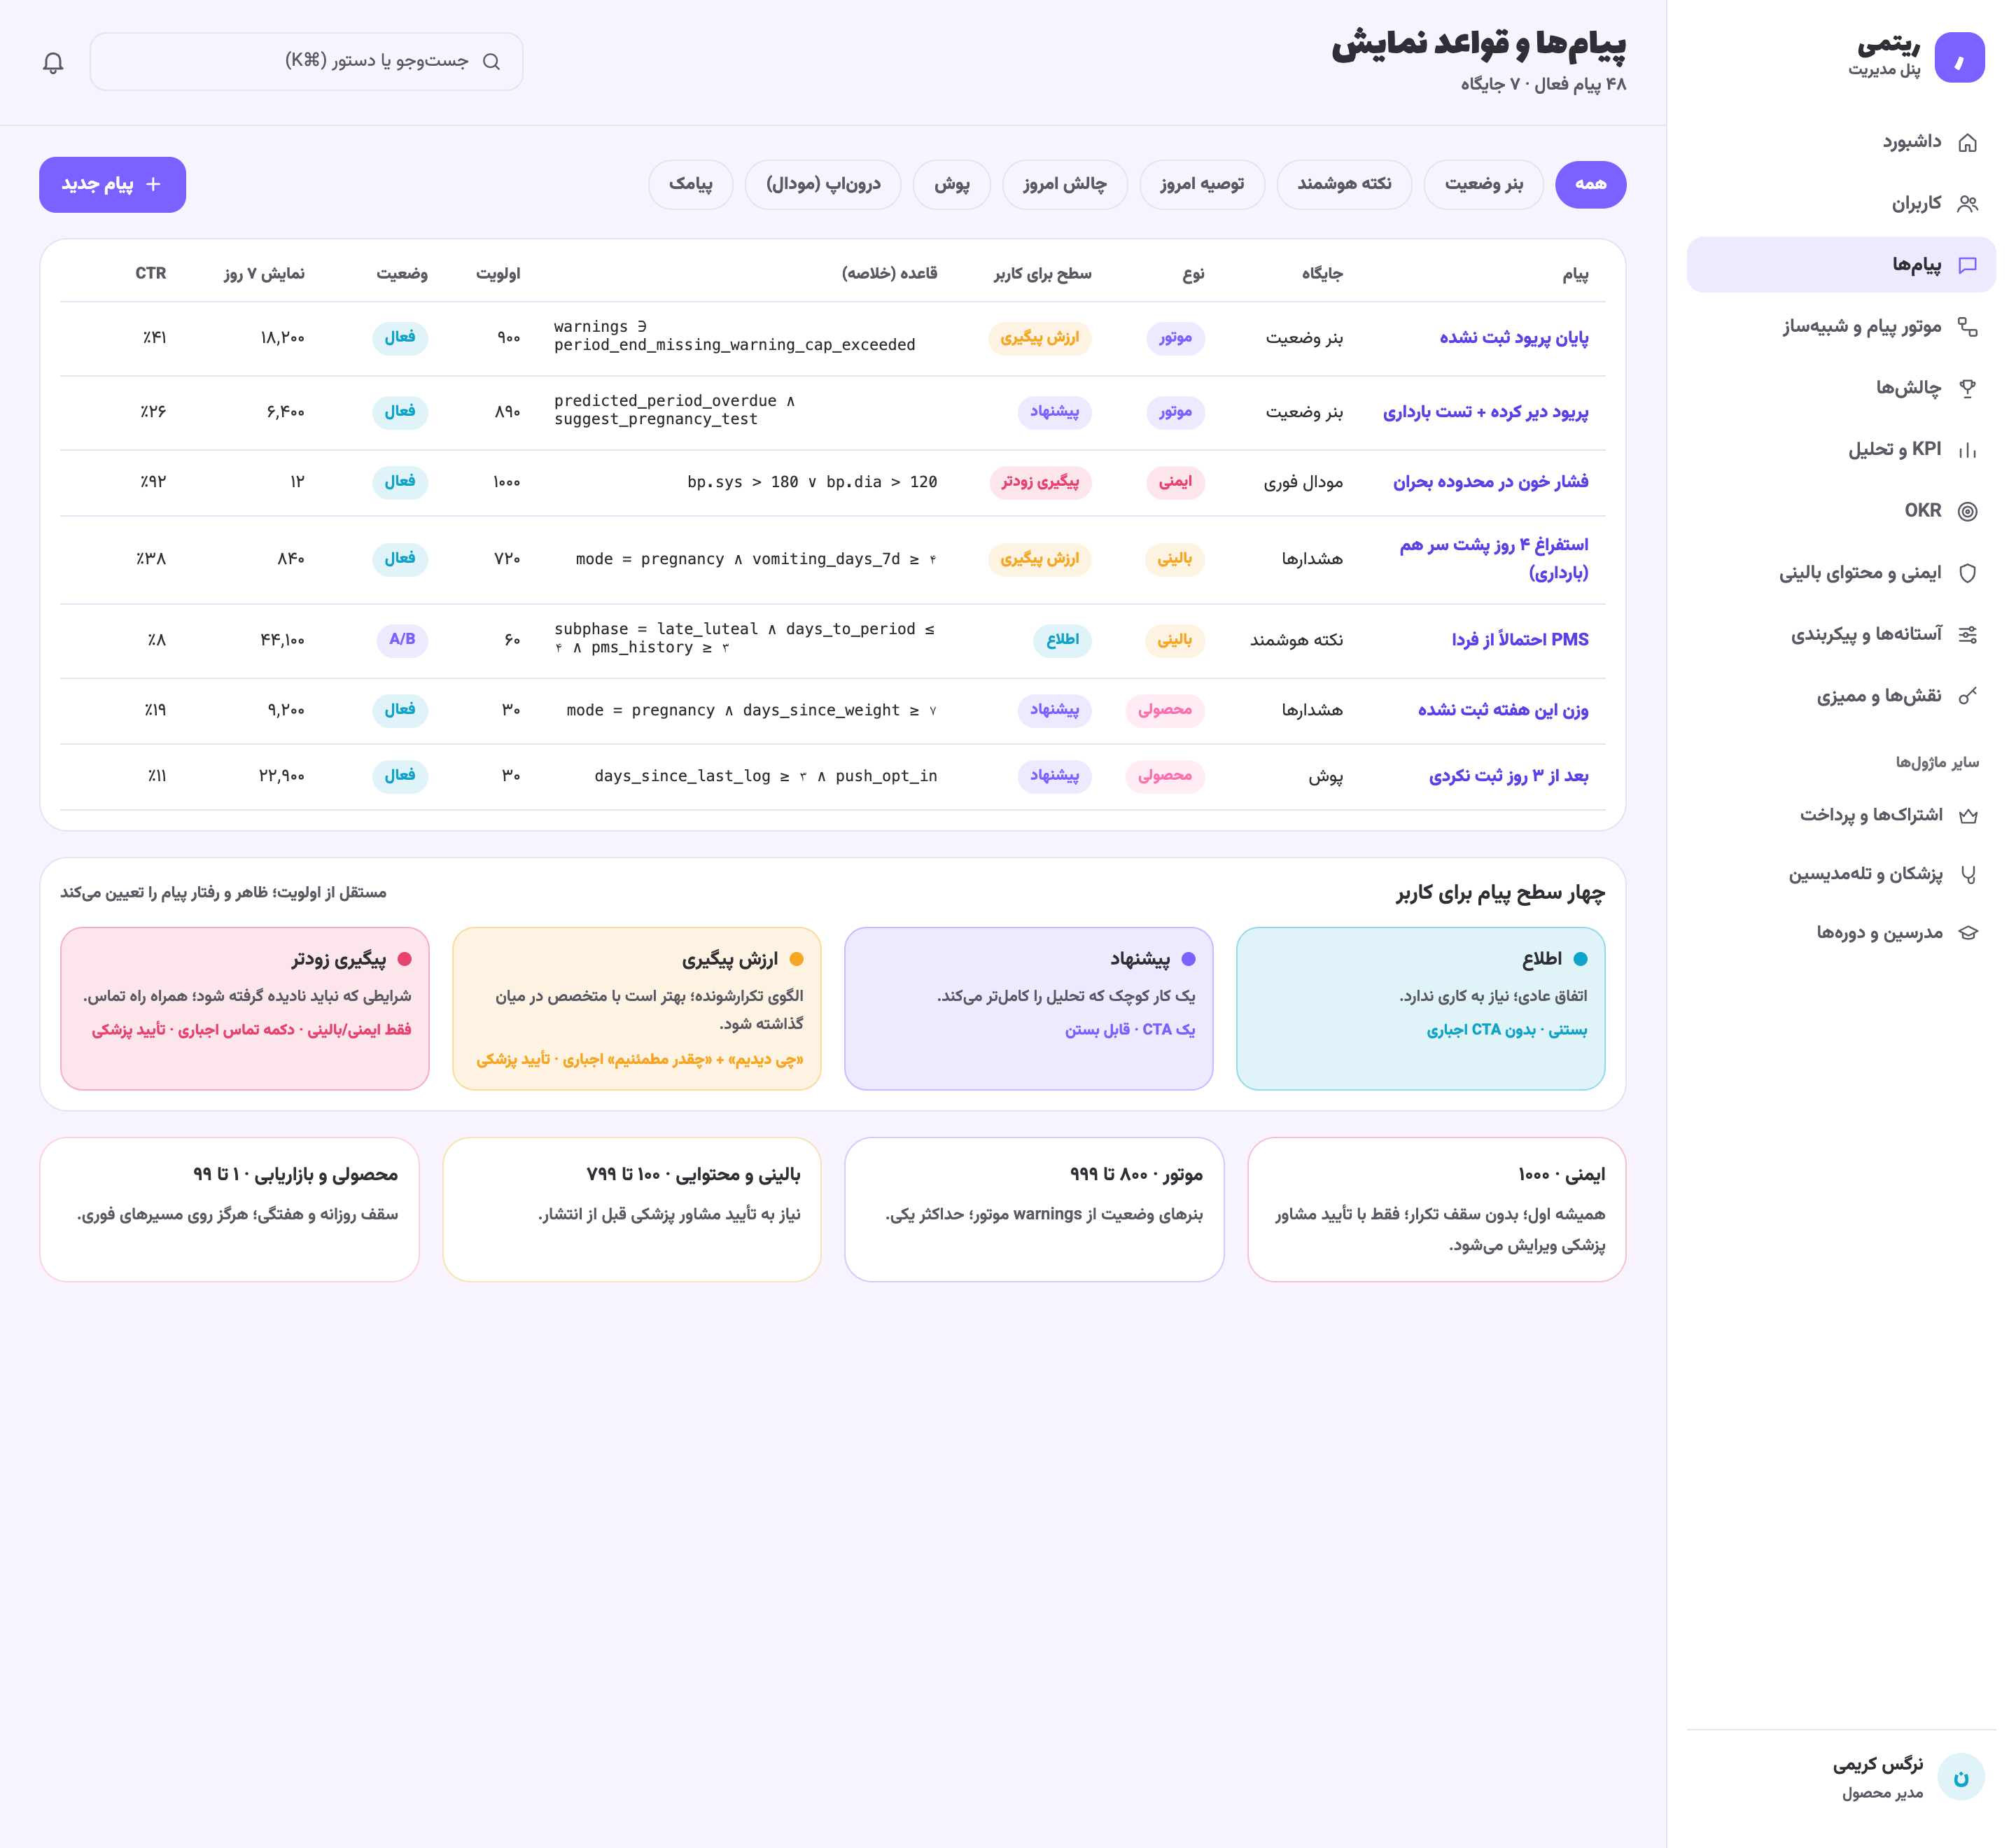 ریتمی
پنل مدیریت
داشبورد
کاربران
پیام‌ها
موتور پیام و شبیه‌ساز
چالش‌ها
KPI و تحلیل
OKR
ایمنی و محتوای بالینی
آستانه‌ها و پیکربندی
نقش‌ها و ممیزی
سایر ماژول‌ها
اشتراک‌ها و پرداخت
پزشکان و تله‌مدیسین
مدرسین و دوره‌ها
نرگس کریمی
مدیر محصول
ن
پیام‌ها و قواعد نمایش
۴۸ پیام فعال · ۷ جایگاه
جست‌وجو یا دستور (⌘K)
همه
بنر وضعیت
نکته هوشمند
توصیه امروز
چالش امروز
پوش
درون‌اپ (مودال)
پیامک
پیام جدید
پیام جایگاه نوع سطح برای کاربر قاعده (خلاصه) اولویت وضعیت نمایش ۷ روز CTR
پایان پریود ثبت نشده بنر وضعیت موتور ارزش پیگیری warnings ∋
period_end_missing_warning_cap_exceeded ۹۰۰ فعال ۱۸,۲۰۰ ٪۴۱
پریود دیر کرده + تست بارداری بنر وضعیت موتور پیشنهاد predicted_period_overdue ∧
suggest_pregnancy_test ۸۹۰ فعال ۶,۴۰۰ ٪۲۶
فشار خون در محدوده بحران مودال فوری ایمنی پیگیری زودتر bp.sys > 180 ∨ bp.dia > 120 ۱۰۰۰ فعال ۱۲ ٪۹۲
استفراغ ۴ روز پشت سر هم
(بارداری) هشدارها بالینی ارزش پیگیری mode = pregnancy ∧ vomiting_days_7d ≥ ۴ ۷۲۰ فعال ۸۴۰ ٪۳۸
PMS احتمالاً از فردا نکته هوشمند بالینی اطلاع subphase = late_luteal ∧ days_to_period ≤
۴ ∧ pms_history ≥ ۳ ۶۰ A/B ۴۴,۱۰۰ ٪۸
وزن این هفته ثبت نشده هشدارها محصولی پیشنهاد mode = pregnancy ∧ days_since_weight ≥ ۷ ۳۰ فعال ۹,۲۰۰ ٪۱۹
بعد از ۳ روز ثبت نکردی پوش محصولی پیشنهاد days_since_last_log ≥ ۳ ∧ push_opt_in ۳۰ فعال ۲۲,۹۰۰ ٪۱۱
چهار سطح پیام برای کاربر
مستقل از اولویت؛ ظاهر و رفتار پیام را تعیین می‌کند
اطلاع
اتفاق عادی؛ نیاز به کاری ندارد.
بستنی · بدون CTA اجباری
پیشنهاد
یک کار کوچک که تحلیل را کامل‌تر می‌کند.
یک CTA · قابل بستن
ارزش پیگیری
الگوی تکرارشونده؛ بهتر است با متخصص در میان
گذاشته شود.
«چی دیدیم» + «چقدر مطمئنیم» اجباری · تأیید پزشکی
پیگیری زودتر
شرایطی که نباید نادیده گرفته شود؛ همراه راه تماس.
فقط ایمنی/بالینی · دکمه تماس اجباری · تأیید پزشکی
ایمنی · ۱۰۰۰
همیشه اول؛ بدون سقف تکرار؛ فقط با تأیید مشاور
پزشکی ویرایش می‌شود.
موتور · ۸۰۰ تا ۹۹۹
بنرهای وضعیت از warnings موتور؛ حداکثر یکی.
بالینی و محتوایی · ۱۰۰ تا ۷۹۹
نیاز به تأیید مشاور پزشکی قبل از انتشار.
محصولی و بازاریابی · ۱ تا ۹۹
سقف روزانه و هفتگی؛ هرگز روی مسیرهای فوری.